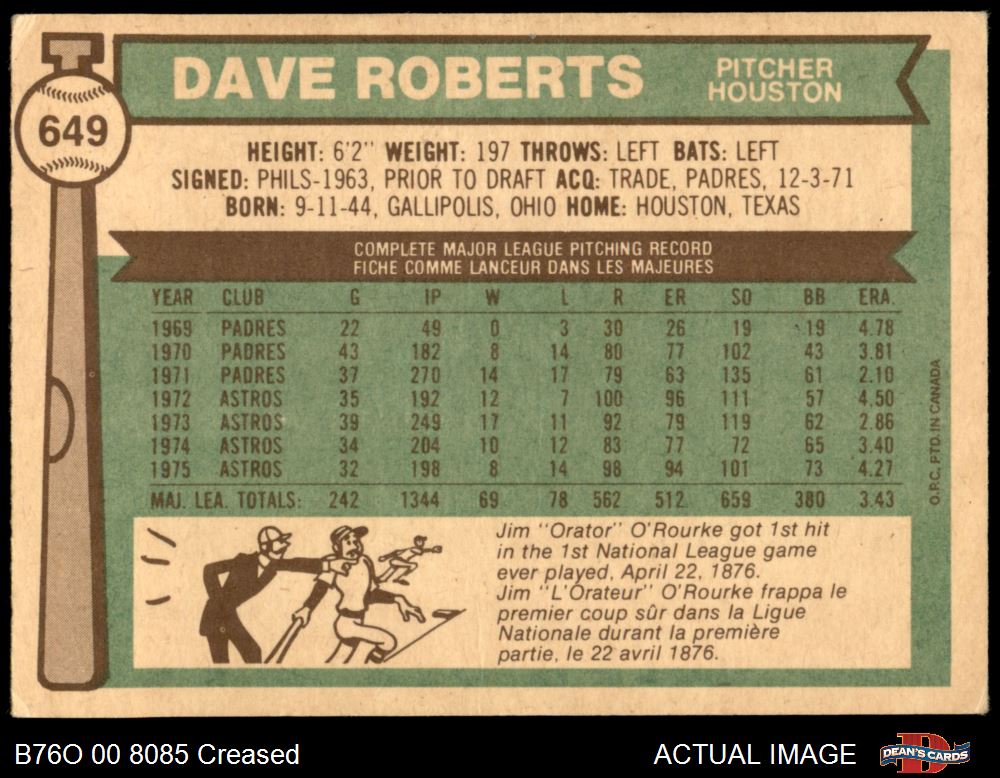 649
DAVE ROBERTS
PITCHER
HOUSTON
HEIGHT: 6'2" WEIGHT: 197 THROWS: LEFT BATS: LEFT
SIGNED: PHILS-1963, PRIOR TO DRAFT ACQ: TRADE, PADRES, 12-3-71
BORN: 9-11-44, GALLIPOLIS, OHIO HOME: HOUSTON, TEXAS
COMPLETE MAJOR LEAGUE PITCHING RECORD
FICHE COMME LANCEUR DANS LES MAJEURES
YEAR CLUB G IP W L R ER SO BB ERA.
1969 PADRES 22 49 0 3 30 26 19 19 4.78
1970 PADRES 43 182 8 14 80 77 102 43 3.81
1971 PADRES 37 270 14 17 79 63 135 61 2.10
1972 ASTROS 35 192 12 7 100 96 111 57 4.50
1973 ASTROS 39 249 17 11 92 79 119 62 2.86
1974 ASTROS 34 204 10 12 83 77 72 65 3.40
1975 ASTROS 32 198 8 14 98 94 101 73 4.27
MAJ. LEA. TOTALS: 242 1344 69 78 562 512 659 380 3.43
O.P.C. PTD. IN CANADA
Jim "Orator" O'Rourke got 1st hit
in the 1st National League game
ever played, April 22, 1876.
Jim "L'Orateur" O'Rourke frappa le
premier coup sûr dans la Ligue
Nationale durant la première
partie, le 22 avril 1876.
B76O 00 8085 Creased
ACTUAL IMAGE
DEAN'S CARDS